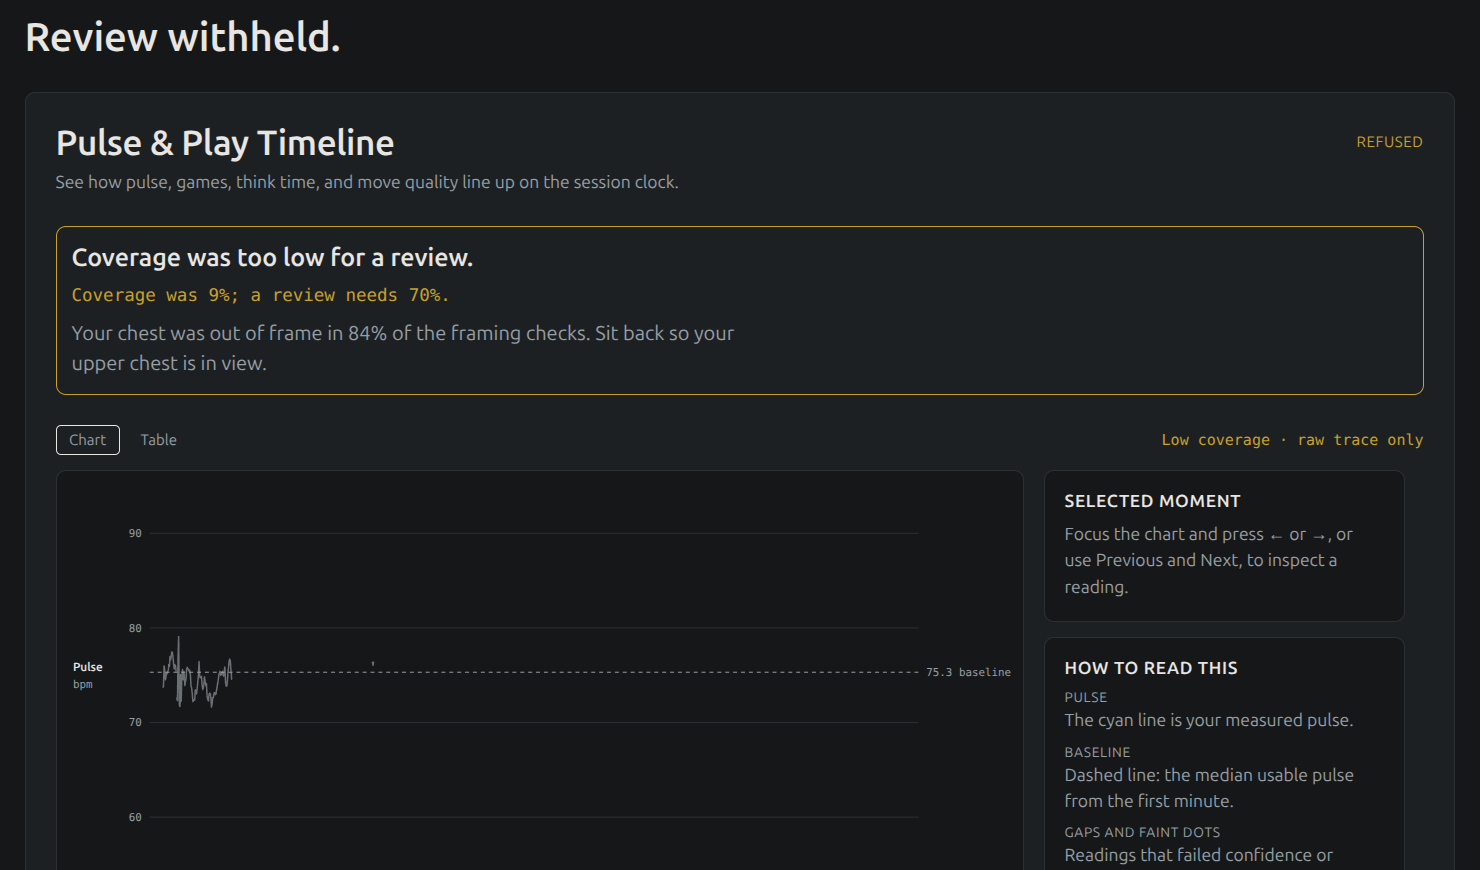 Review withheld.
Pulse & Play Timeline
REFUSED
See how pulse, games, think time, and move quality line up on the session clock.
Coverage was too low for a review.
Coverage was 9%; a review needs 70%.
Your chest was out of frame in 84% of the framing checks. Sit back so your
upper chest is in view.
Chart
Table
Low coverage · raw trace only
90
80
Pulse
bpm
75.3 baseline
70
60
SELECTED MOMENT
Focus the chart and press ← or →, or
use Previous and Next, to inspect a
reading.
HOW TO READ THIS
PULSE
The cyan line is your measured pulse.
BASELINE
Dashed line: the median usable pulse
from the first minute.
GAPS AND FAINT DOTS
Readings that failed confidence or